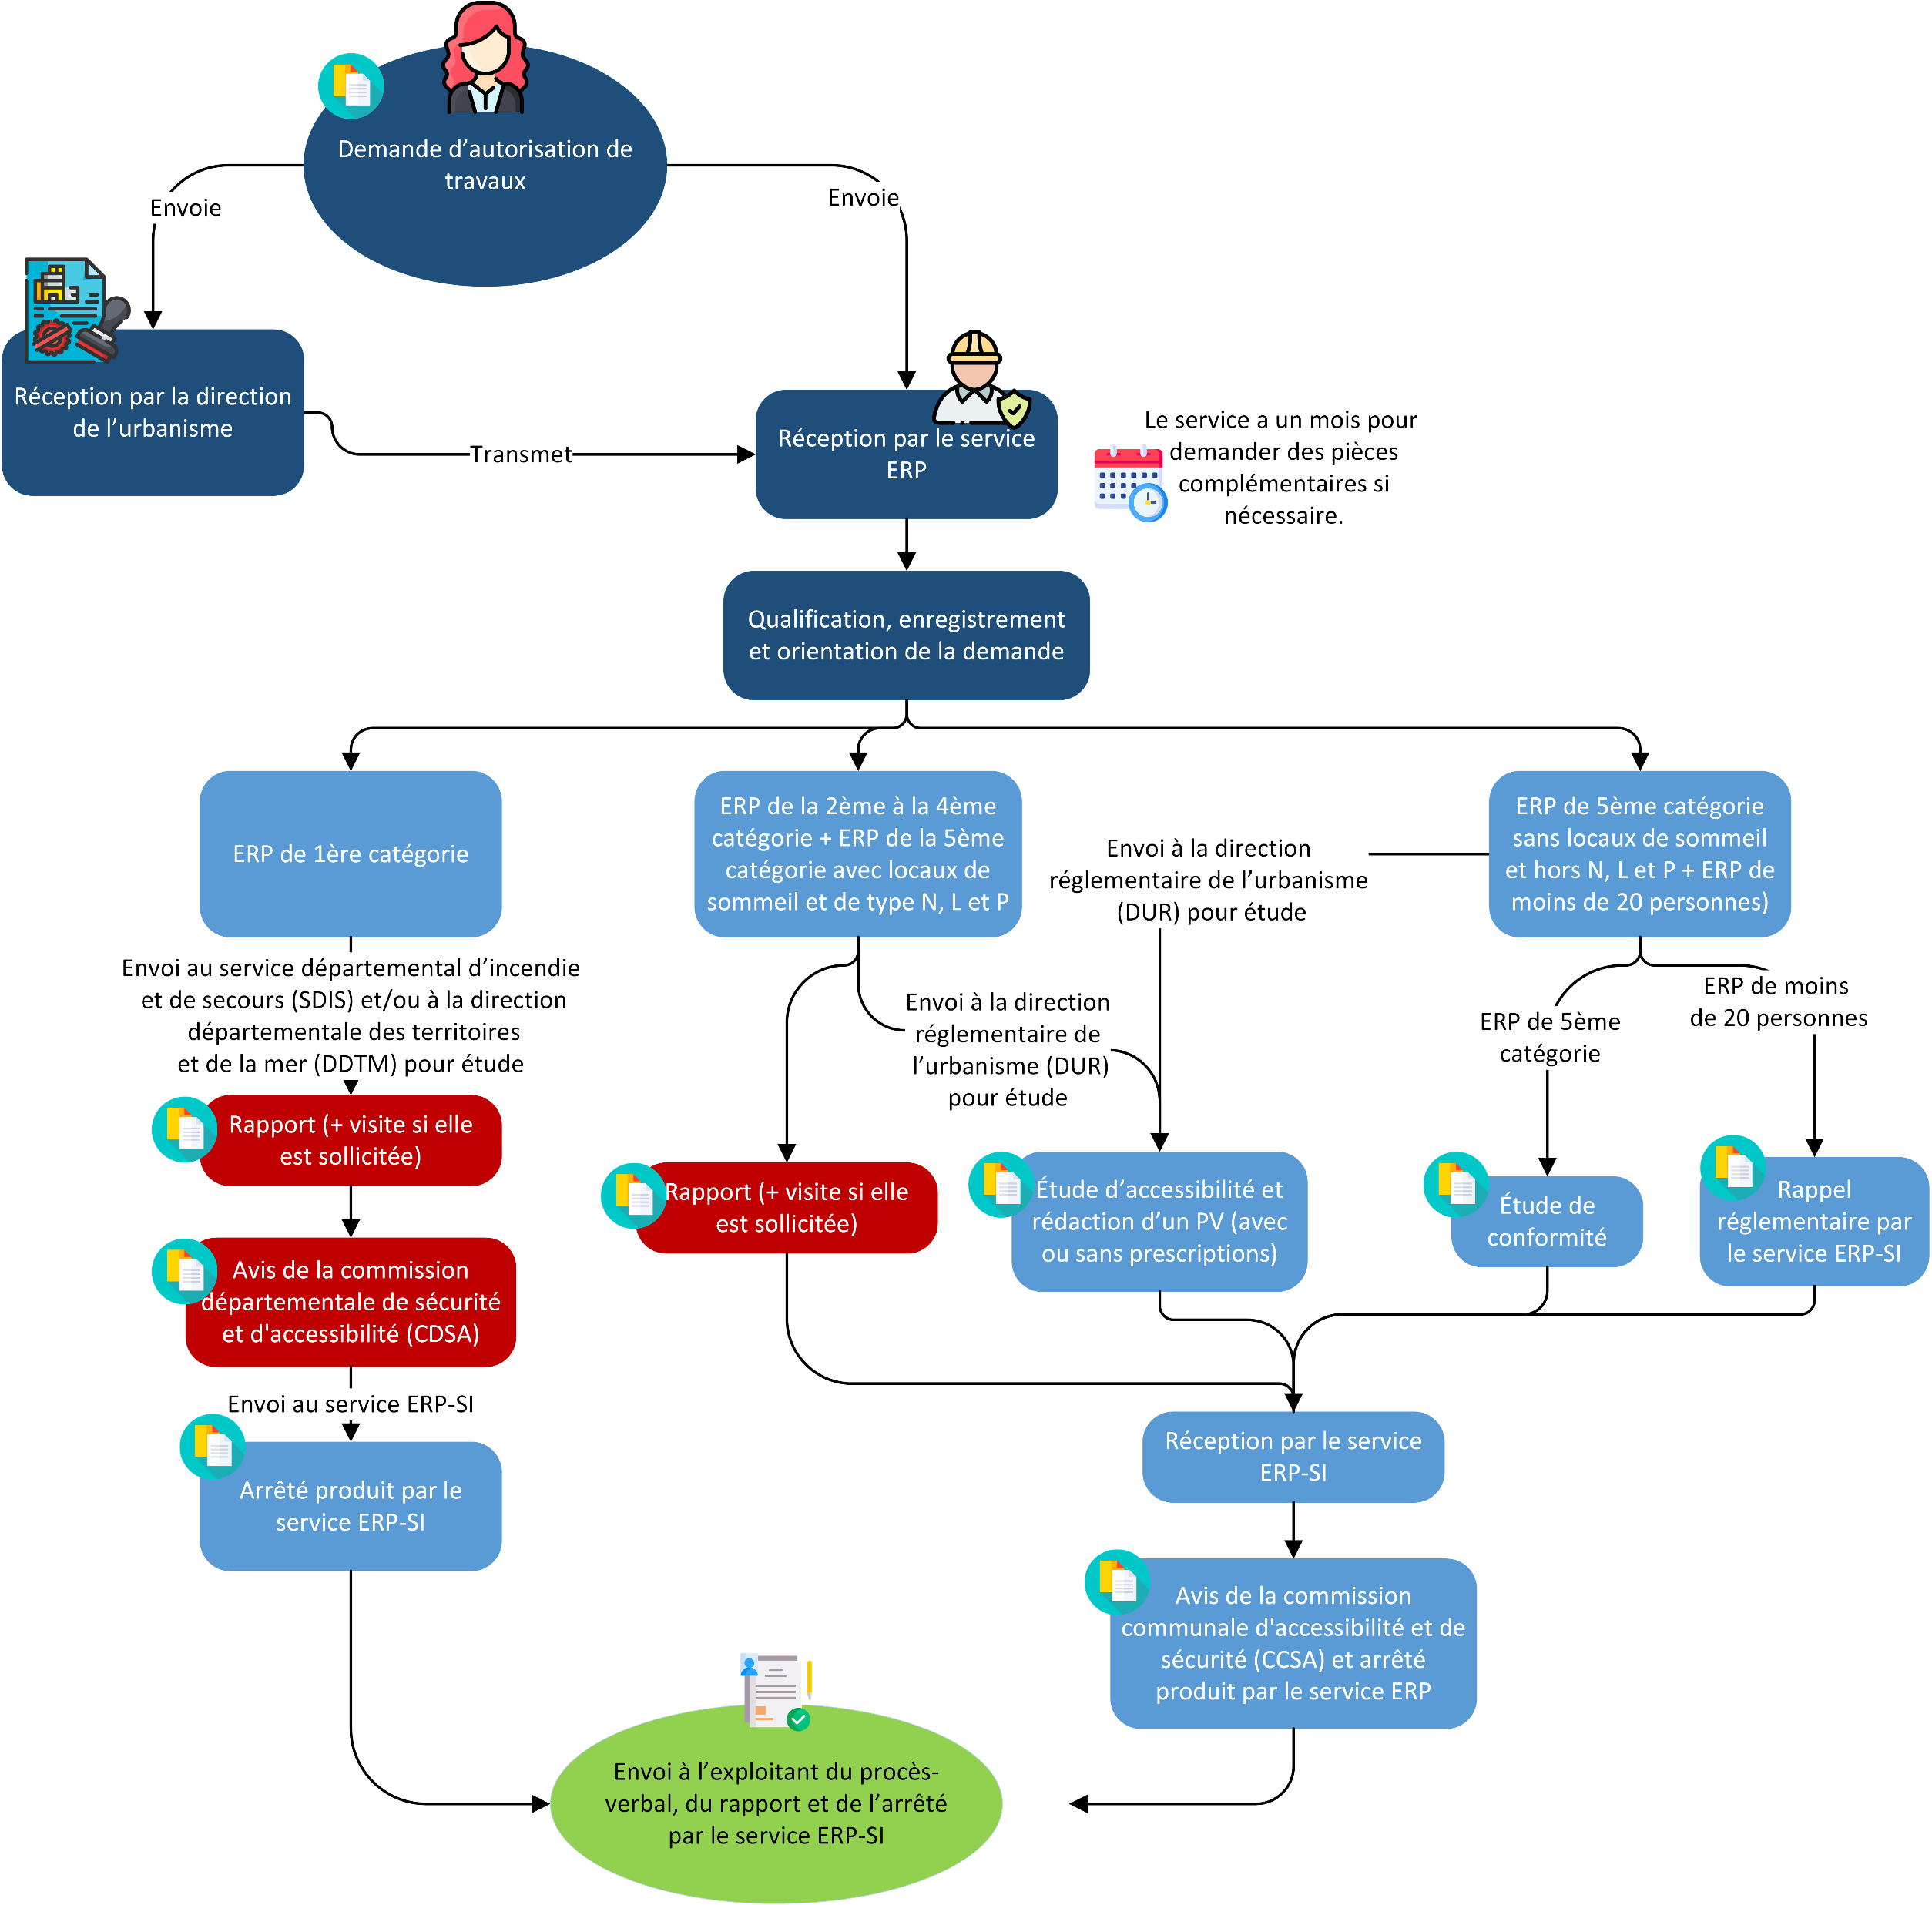 Demande d’autorisation de
travaux
Envoie
Envoie
Réception par la direction
de l’urbanisme
Transmet
Réception par le service
ERP
Le service a un mois pour
demander des pièces
complémentaires si
nécessaire.
Qualification, enregistrement
et orientation de la demande
ERP de 1ère catégorie
ERP de la 2ème à la 4ème
catégorie + ERP de la 5ème
catégorie avec locaux de
sommeil et de type N, L et P
Envoi à la direction
réglementaire de l’urbanisme
(DUR) pour étude
ERP de 5ème catégorie
sans locaux de sommeil
et hors N, L et P + ERP de
moins de 20 personnes)
Envoi au service départemental d’incendie
et de secours (SDIS) et/ou à la direction
départementale des territoires
et de la mer (DDTM) pour étude
Envoi à la direction
réglementaire de
l’urbanisme (DUR)
pour étude
ERP de 5ème
catégorie
ERP de moins
de 20 personnes
Rapport (+ visite si elle
est sollicitée)
Rapport (+ visite si elle
est sollicitée)
Étude d’accessibilité et
rédaction d’un PV (avec
ou sans prescriptions)
Étude de
conformité
Rappel
réglementaire par
le service ERP-SI
Avis de la commission
départementale de sécurité
et d'accessibilité (CDSA)
Envoi au service ERP-SI
Arrêté produit par le
service ERP-SI
Réception par le service
ERP-SI
Avis de la commission
communale d'accessibilité et de
sécurité (CCSA) et arrêté
produit par le service ERP
Envoi à l’exploitant du procès-
verbal, du rapport et de l’arrêté
par le service ERP-SI